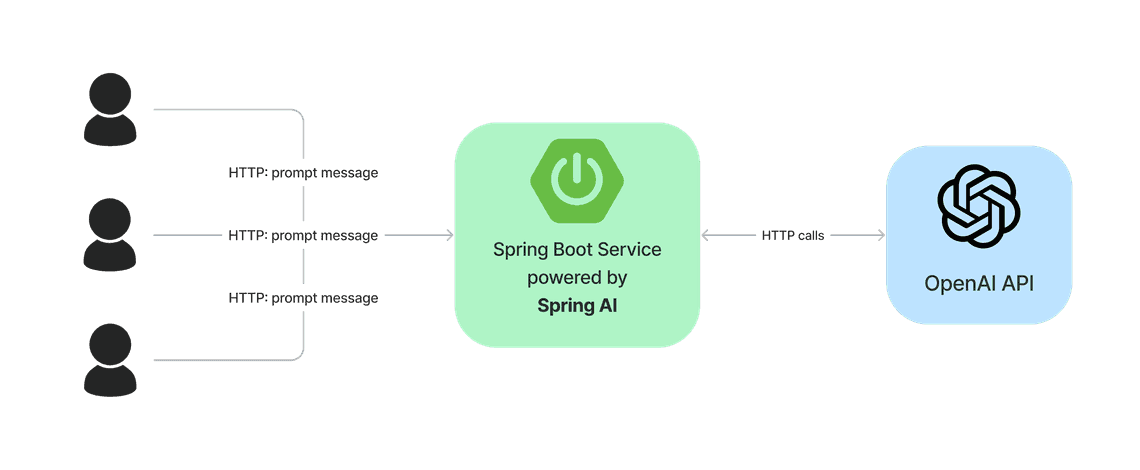 HTTP: prompt message
HTTP: prompt message
HTTP: prompt message
Spring Boot Service
powered by
Spring AI
HTTP calls
OpenAI API